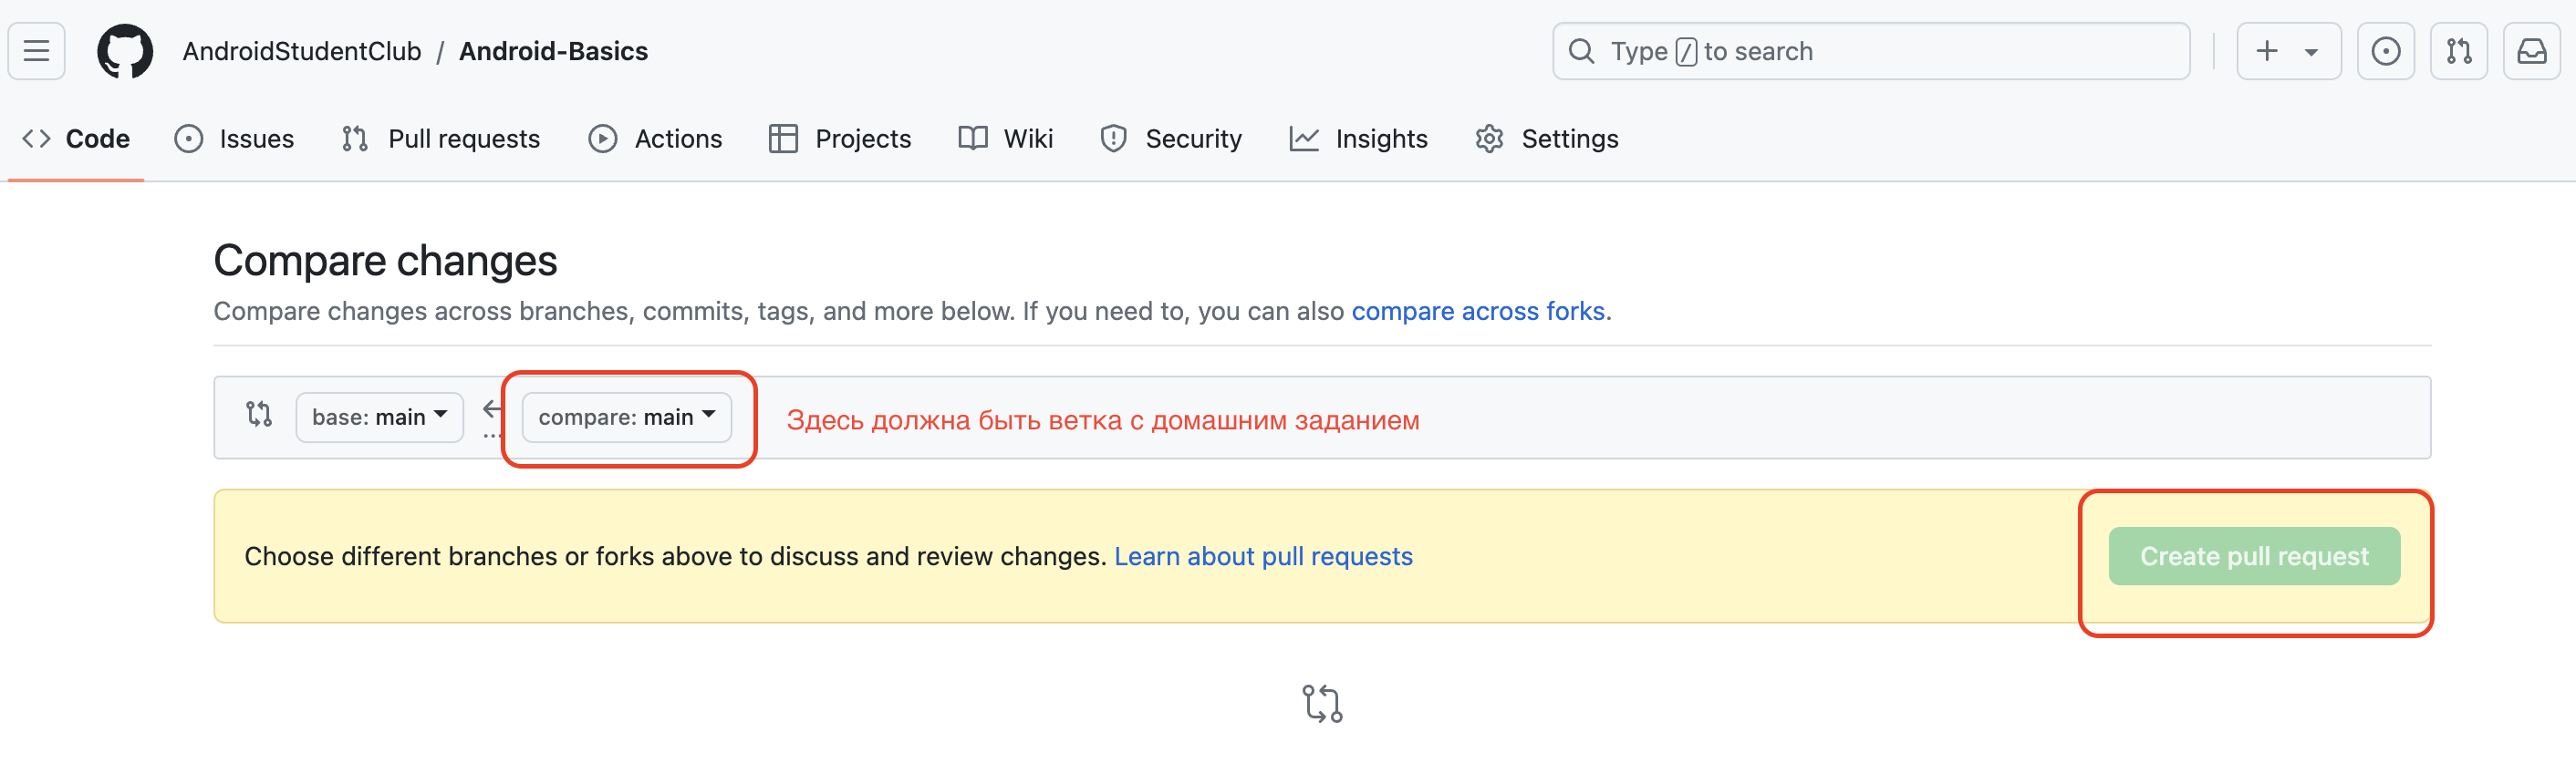 AndroidStudentClub / Android-Basics
Type / to search
Code Issues Pull requests Actions Projects Wiki Security Insights Settings
Compare changes
Compare changes across branches, commits, tags, and more below. If you need to, you can also compare across forks.
base: main ... compare: main Здесь должна быть ветка с домашним заданием
Choose different branches or forks above to discuss and review changes. Learn about pull requests Create pull request